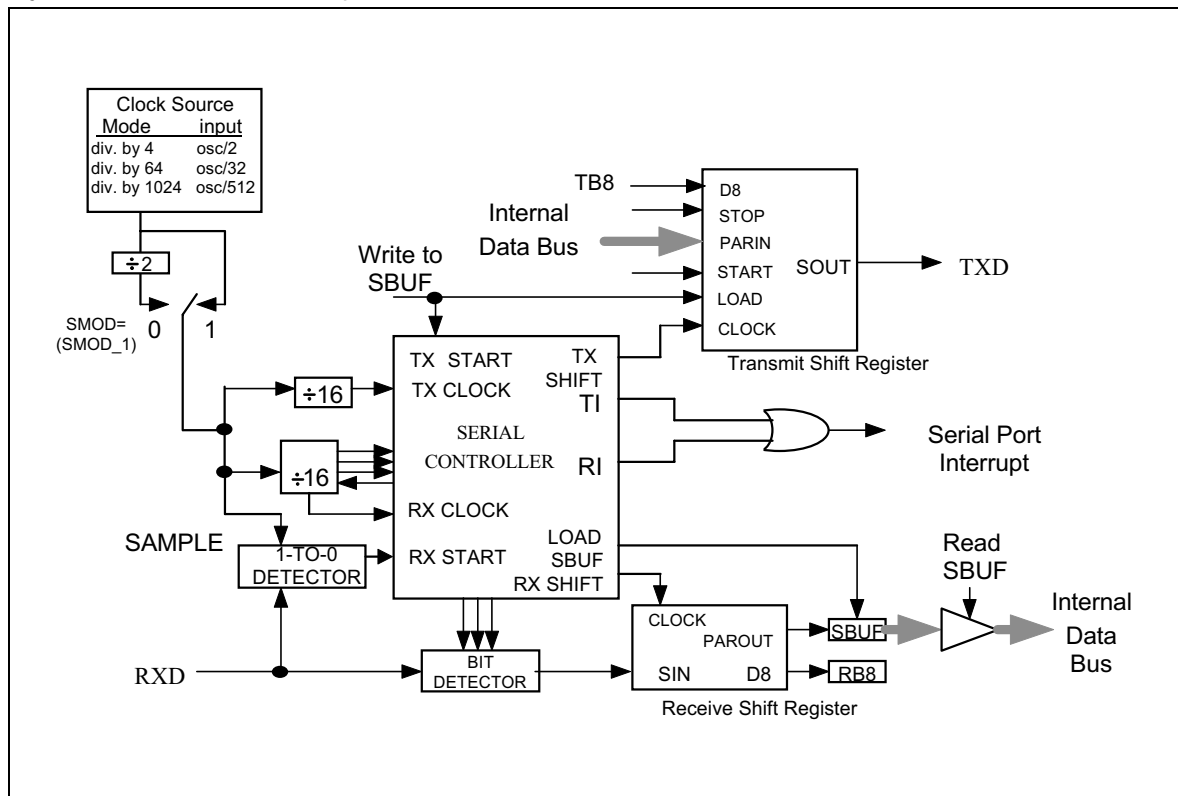 Clock Source
Mode input
div. by 4 osc/2
div. by 64 osc/32
div. by 1024 osc/512
÷2
SMOD=
(SMOD_1)
0 1
Write to
SBUF
TB8
Internal
Data Bus
D8
STOP
PARIN
START
LOAD
CLOCK
SOUT
TXD
Transmit Shift Register
÷16
÷16
TX START
TX CLOCK
SERIAL
CONTROLLER
RX CLOCK
RX START
TX
SHIFT
TI
RI
LOAD
SBUF
RX SHIFT
Serial Port
Interrupt
SAMPLE
1-TO-0
DETECTOR
RXD
BIT
DETECTOR
CLOCK
PAROUT
SIN D8
Receive Shift Register
SBUF
RB8
Read
SBUF
Internal
Data
Bus